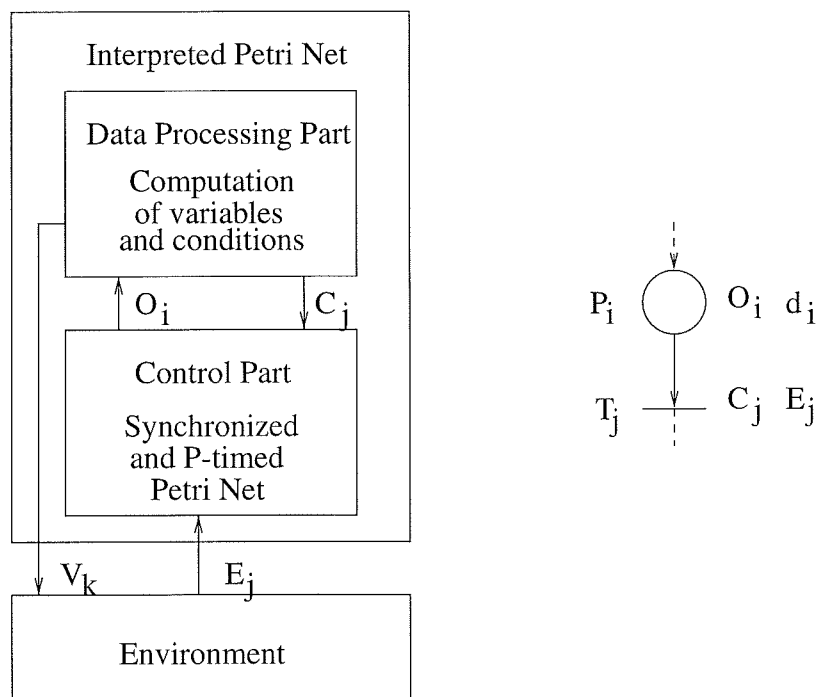 Interpreted Petri Net
Data Processing Part
Computation
of variables
and conditions
O_i C_j
Control Part
Synchronized
and P-timed
Petri Net
V_k E_j
Environment
P_i O_i d_i
T_j C_j E_j